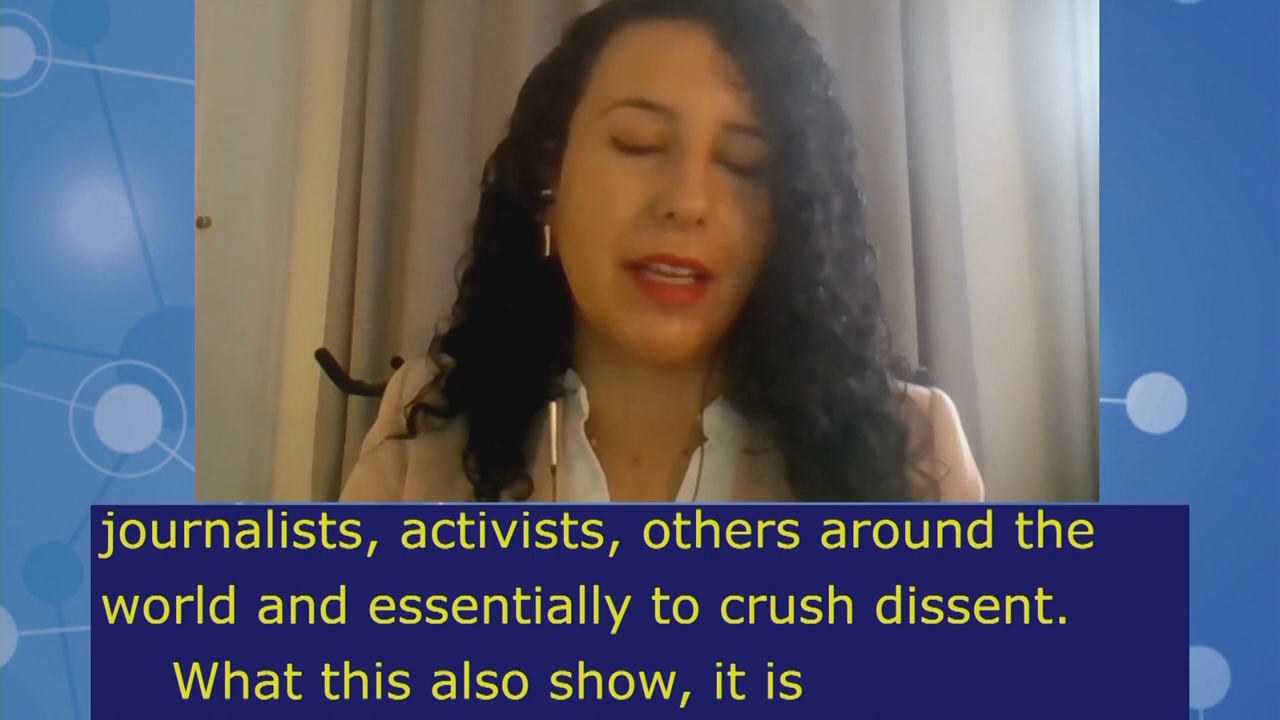 journalists, activists, others around the
world and essentially to crush dissent.
What this also show, it is